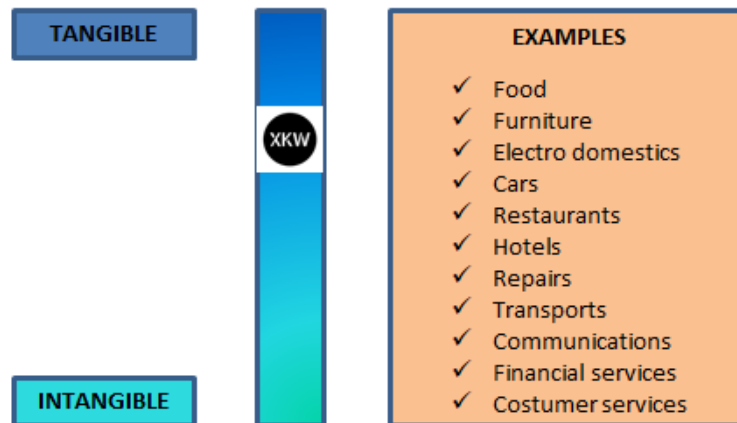 TANGIBLE
EXAMPLES
Food
Furniture
XKW
Electro domestics
Cars
Restaurants
Hotels
Repairs
Transports
Communications
Financial services
INTANGIBLE
Costumer services